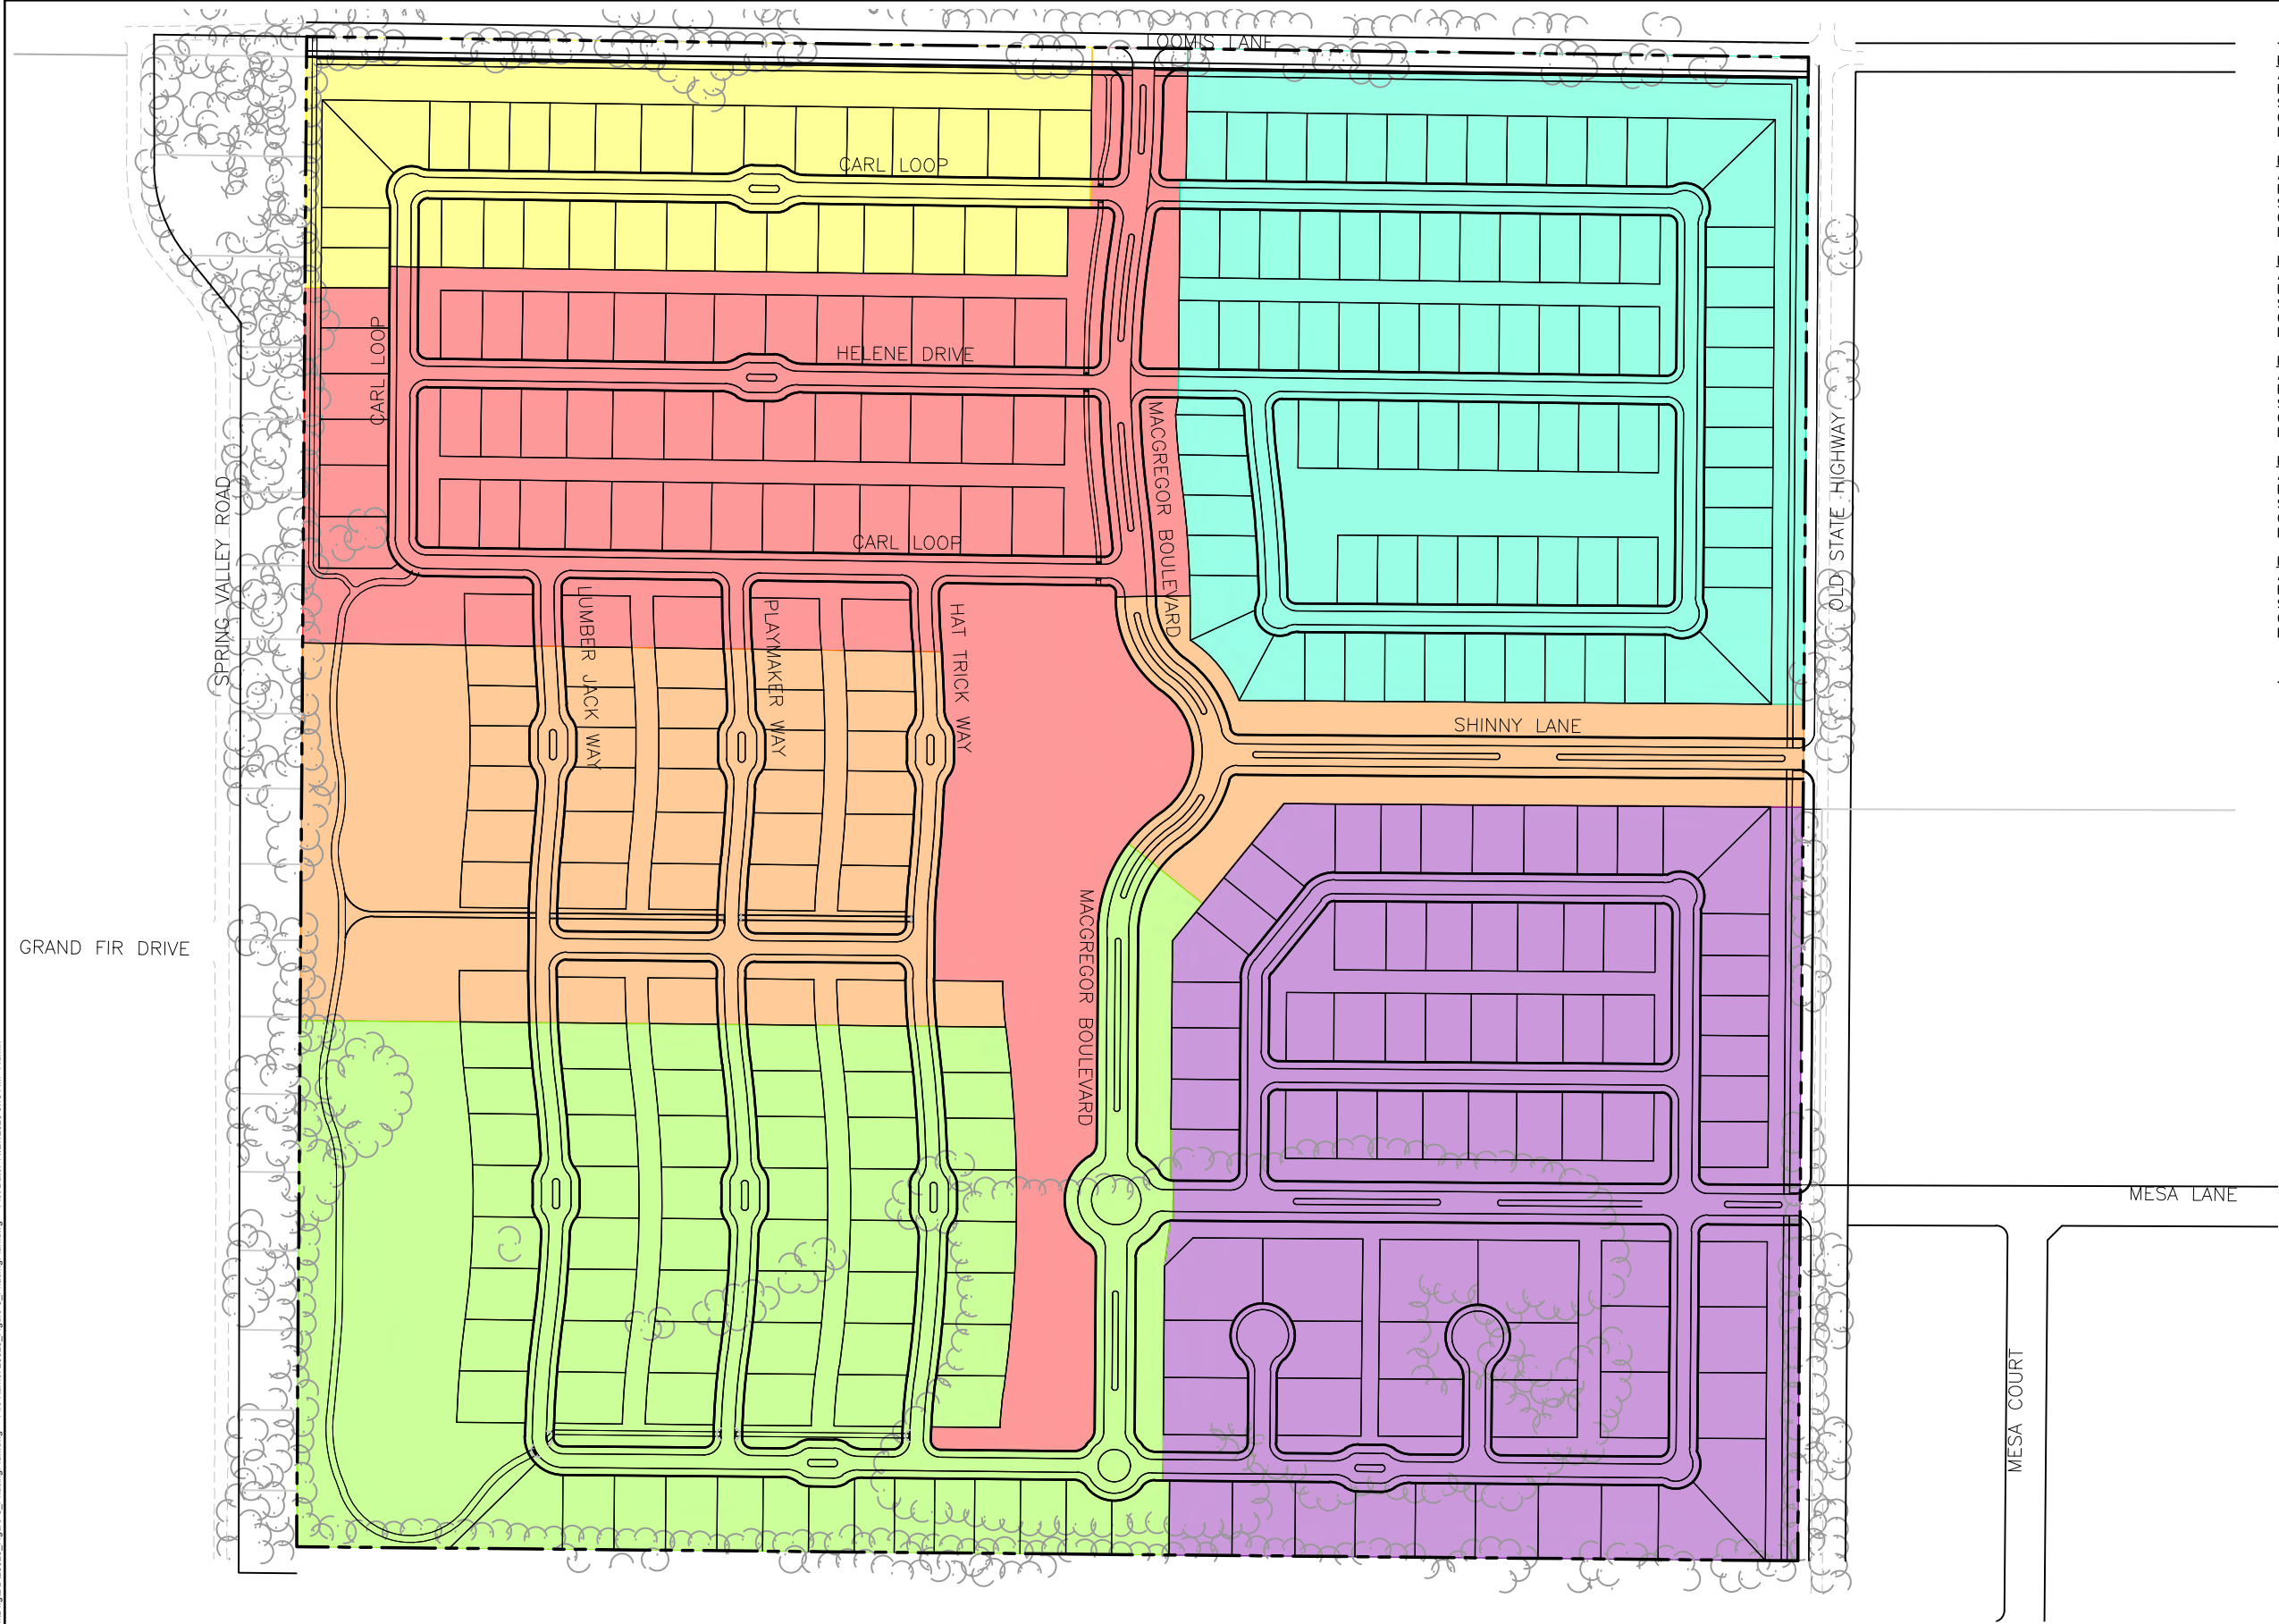 LOOMIS LANE
CARL LOOP
CARL LOOP
HELENE DRIVE
MACGREGOR BOULEVARD
OLD STATE HIGHWAY
SPRING VALLEY ROAD
CARL LOOP
LUMBER JACK WAY
PLAYMAKER WAY
HAT TRICK WAY
SHINNY LANE
GRAND FIR DRIVE
MACGREGOR BOULEVARD
MESA LANE
MESA COURT